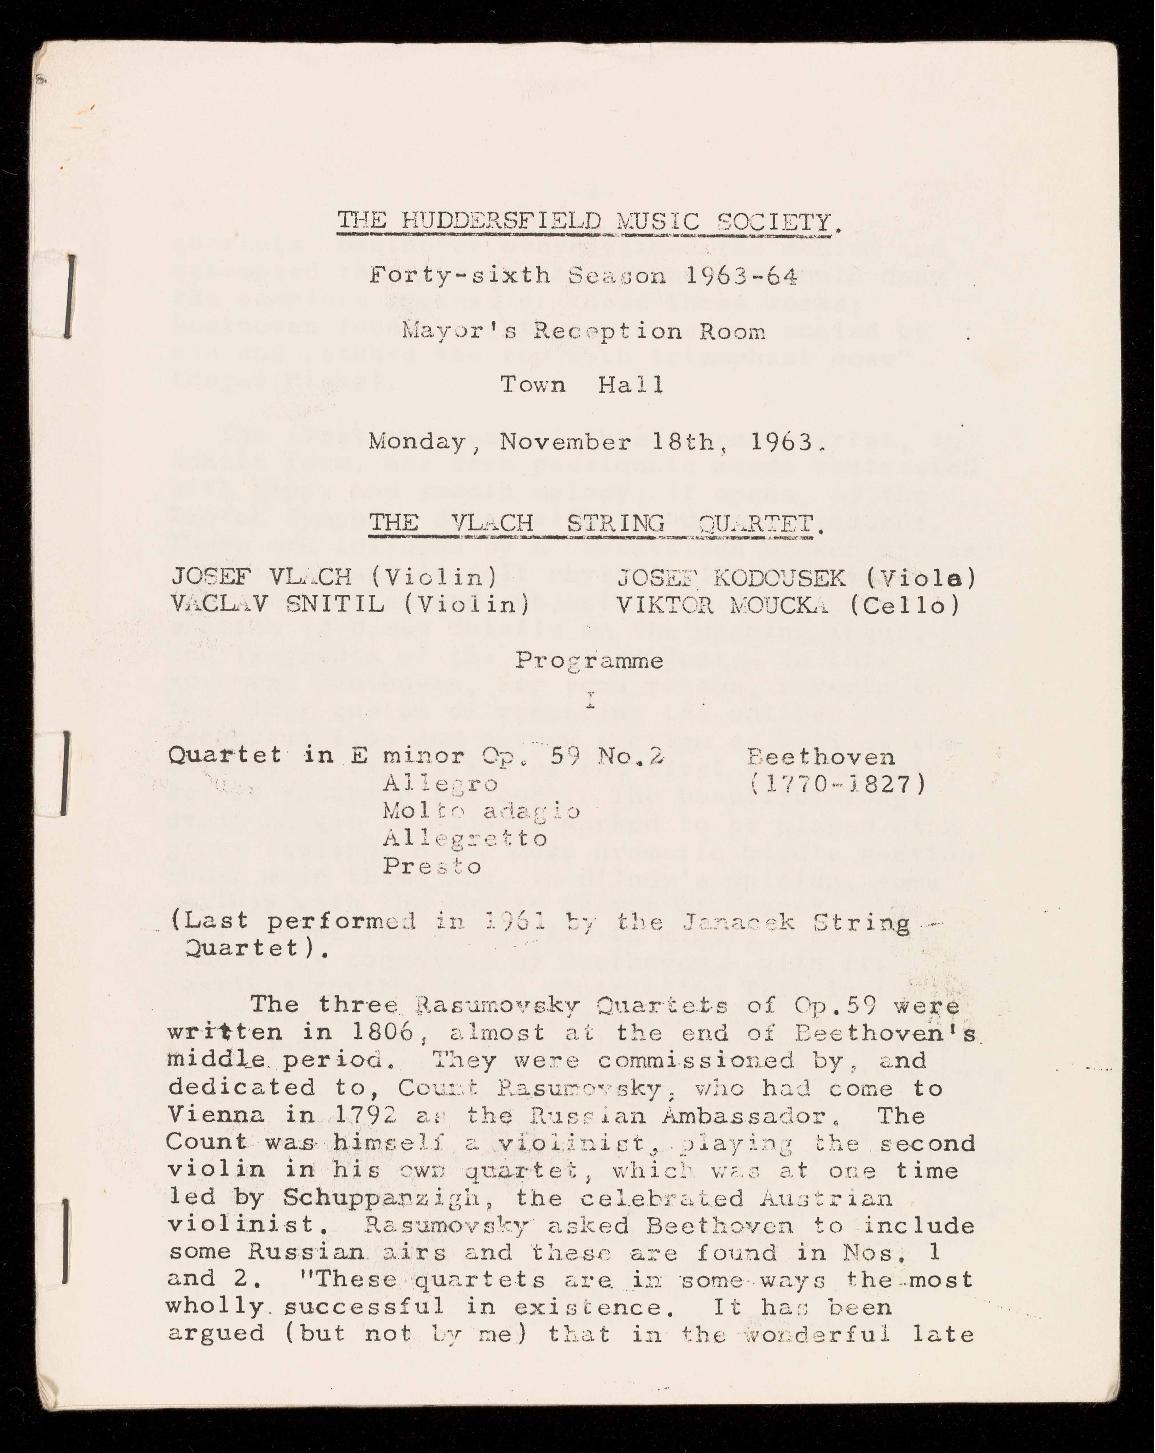 THE HUDDERSFIELD MUSIC SOCIETY.
Forty-sixth Season 1963-64
Mayor's Reception Room
Town Hall
Monday, November 18th, 1963.
THE VLACH STRING QUARTET.
JOSEF VLACH (Violin) JOSEF KODOUSEK (Viola)
VACLAV SNITIL (Violin) VIKTOR MOUCKA (Cello)
Programme
I
Quartet in E minor Op. 59 No.2 Beethoven
Allegro (1770-1827)
Molto adagio
Allegretto
Presto
(Last performed in 1961 by the Janacek String -
Quartet).
The three Rasumovsky Quartets of Op.59 were
written in 1806, almost at the end of Beethoven's
middle period. They were commissioned by, and
dedicated to, Count Rasumovsky, who had come to
Vienna in 1792 as the Russian Ambassador. The
Count was himself a violinist, playing the second
violin in his own quartet, which was at one time
led by Schuppanzigh, the celebrated Austrian
violinist. Rasumovsky asked Beethoven to include
some Russian airs and these are found in Nos. 1
and 2. "These quartets are in some ways the most
wholly successful in existence. It has been
argued (but not by me) that in the wonderful late